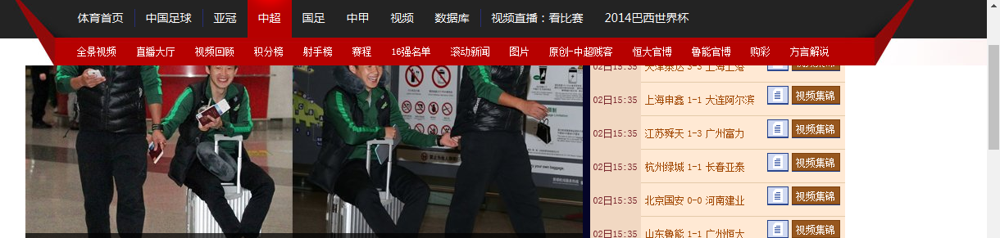 体育首页 中国足球 亚冠 中超 国足 中甲 视频 数据库 视频直播：看比赛 2014巴西世界杯
全景视频 直播大厅 视频回顾 积分榜 射手榜 赛程 16强名单 滚动新闻 图片 原创-中超贱客 恒大官博 鲁能官博 购彩 方言解说
02日15:35 天津泰达 3-3 上海上港 视频集锦
02日15:35 上海申鑫 1-1 大连阿尔滨 视频集锦
02日15:35 江苏舜天 1-3 广州富力 视频集锦
02日15:35 杭州绿城 1-1 长春亚泰 视频集锦
02日15:35 北京国安 0-0 河南建业 视频集锦
02日15:35 山东鲁能 1-1 广州恒大 视频集锦